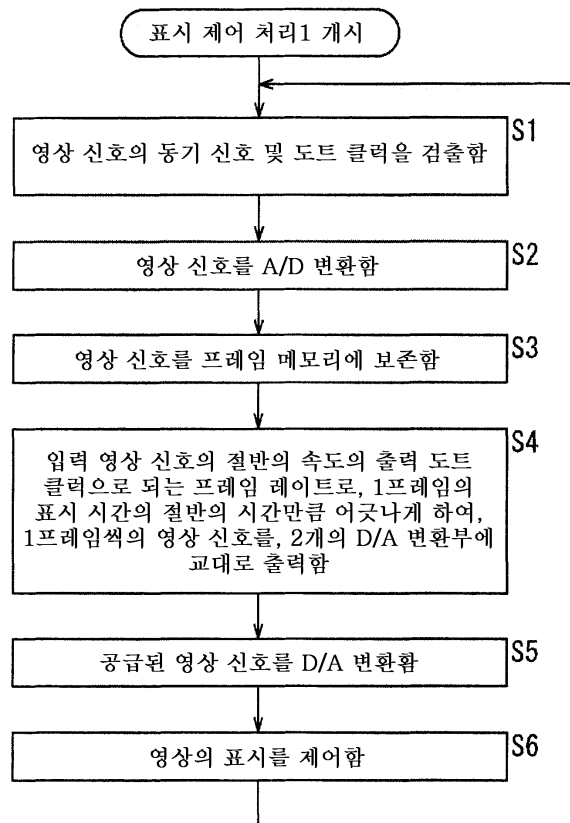 표시 제어 처리1 개시
S1
영상 신호의 동기 신호 및 도트 클럭을 검출함
S2
영상 신호를 A/D 변환함
S3
영상 신호를 프레임 메모리에 보존함
S4
입력 영상 신호의 절반의 속도의 출력 도트
클럭으로 되는 프레임 레이트로, 1프레임의
표시 시간의 절반의 시간만큼 어긋나게 하여,
1프레임씩의 영상 신호를, 2개의 D/A 변환부에
교대로 출력함
S5
공급된 영상 신호를 D/A 변환홤
S6
영상의 표시를 제어함